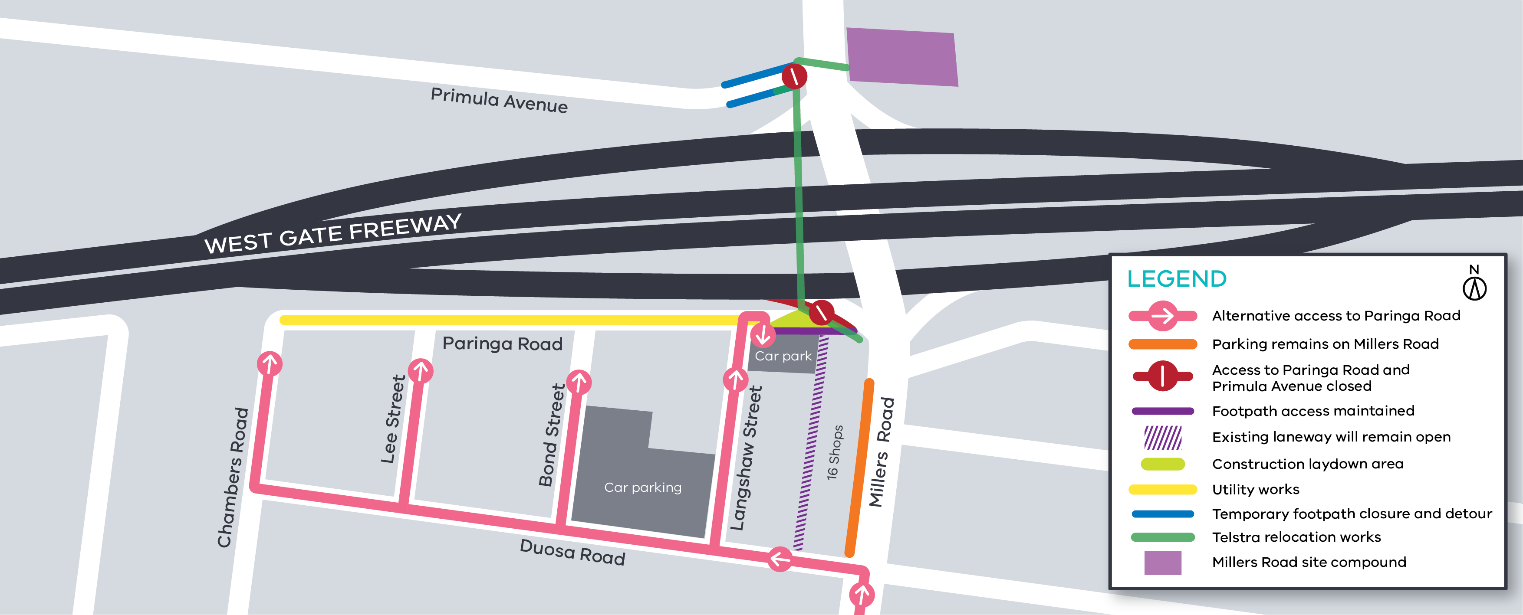 Primula Avenue
WEST GATE FREEWAY
Paringa Road
Car park
Chambers Road
Lee Street
Bond Street
Car parking
Langshaw Street
16 Shops
Millers Road
Duosa Road
LEGEND
N
Alternative access to Paringa Road
Parking remains on Millers Road
Access to Paringa Road and
Primula Avenue closed
Footpath access maintained
Existing laneway will remain open
Construction laydown area
Utility works
Temporary footpath closure and detour
Telstra relocation works
Millers Road site compound